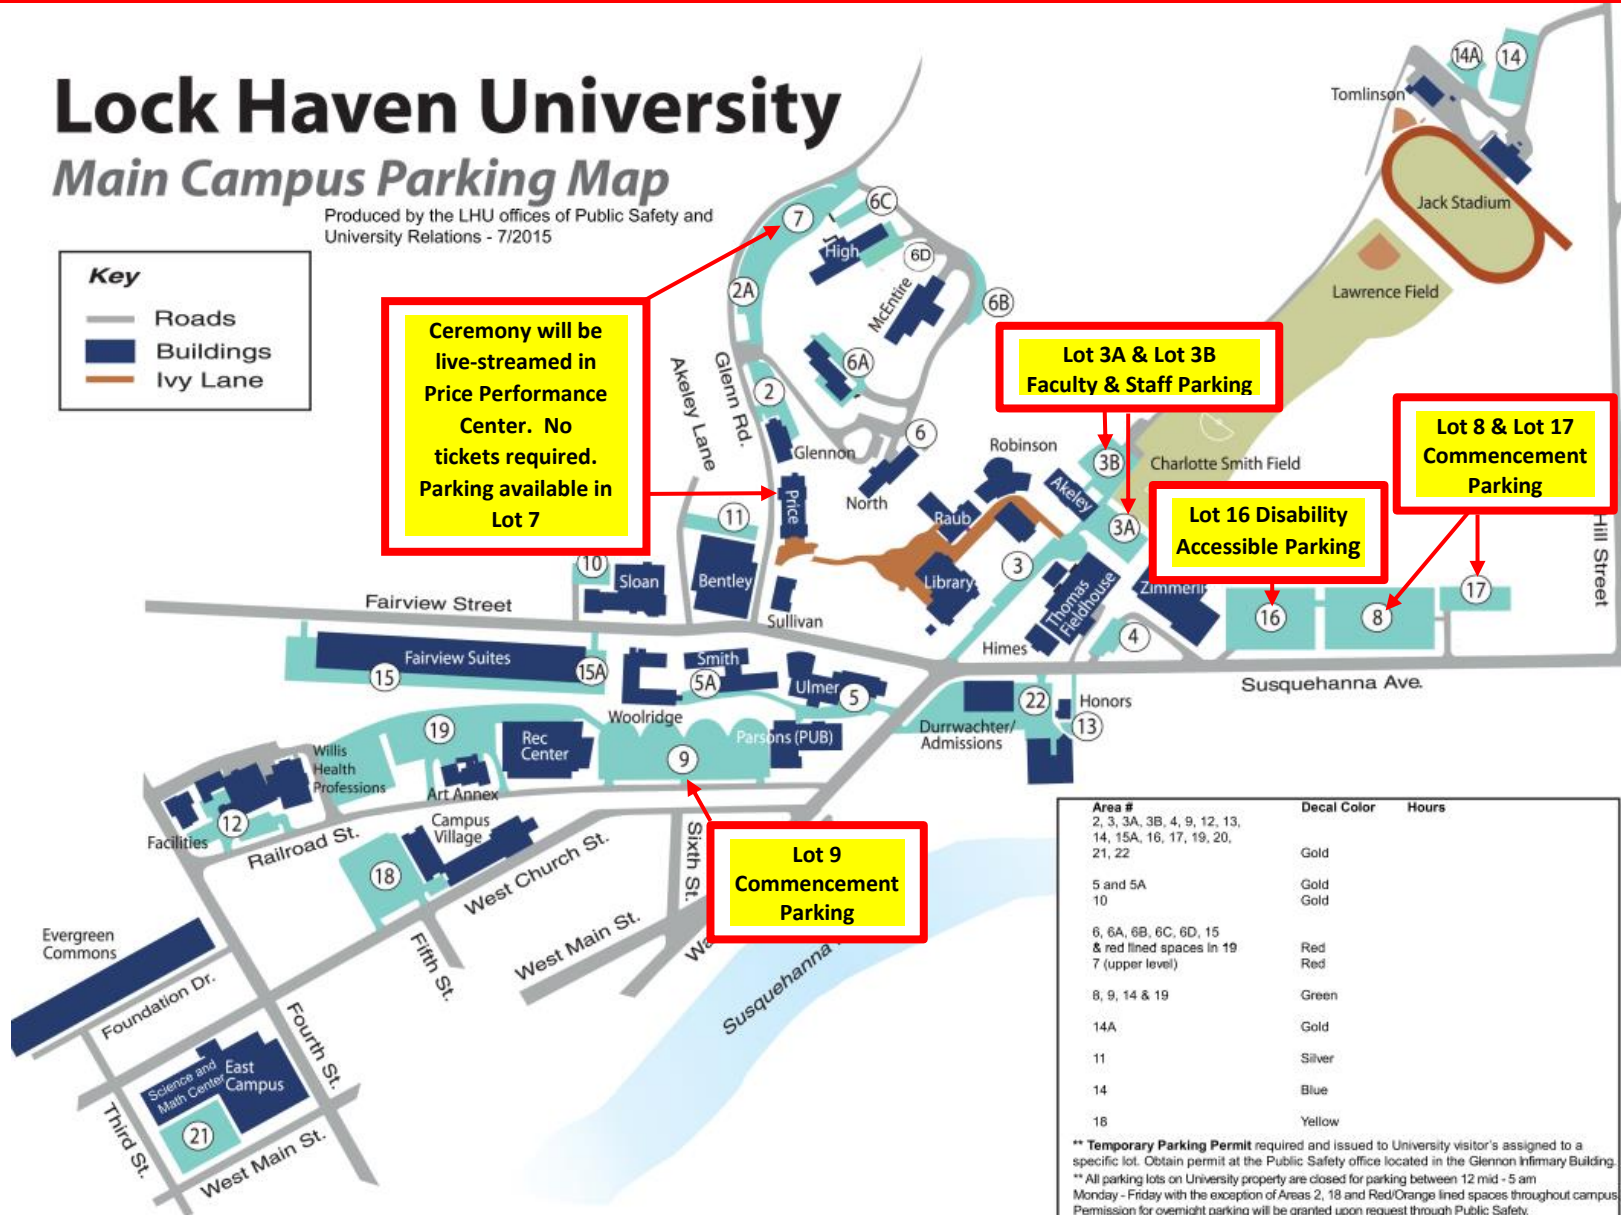 Lock Haven University
Main Campus Parking Map
Produced by the LHU offices of Public Safety and
University Relations - 7/2015
Key
Roads
Buildings
Ivy Lane
Ceremony will be
live-streamed in
Price Performance
Center. No
tickets required.
Parking available in
Lot 7
Lot 3A & Lot 3B
Faculty & Staff Parking
Lot 8 & Lot 17
Commencement
Parking
Lot 16 Disability
Accessible Parking
Lot 9
Commencement
Parking
14A
14
Tomlinson
Jack Stadium
Lawrence Field
Charlotte Smith Field
Hill Street
7
6C
High
6D
2A
McEntire
6B
6A
Glenn Rd.
Akeley Lane
2
Glennon
6
North
Robinson
3B
Akeley
3A
Price
Raub
11
10
Sloan
Bentley
Library
3
Thomas
Fieldhouse
Sullivan
Himes
4
16
8
17
Fairview Street
Fairview Suites
15
15A
Smith
5A
Ulmer
5
Woolridge
Susquehanna Ave.
22
Honors
13
Durrwachter/
Admissions
19
Rec
Center
Parsons (PUB)
9
Willis
Health
Professions
Art Annex
12
Facilities
Railroad St.
Campus
Village
18
West Church St.
Sixth St.
Fifth St.
West Main St.
Susquehanna
Evergreen
Commons
Foundation Dr.
Fourth St.
Science and
Math Center
East
Campus
21
Third St.
West Main St.
Area # Decal Color Hours
2, 3, 3A, 3B, 4, 9, 12, 13,
14, 15A, 16, 17, 19, 20,
21, 22 Gold
5 and 5A Gold
10 Gold
6, 6A, 6B, 6C, 6D, 15
& red lined spaces in 19 Red
7 (upper level) Red
8, 9, 14 & 19 Green
14A Gold
11 Silver
14 Blue
18 Yellow
** Temporary Parking Permit required and issued to University visitor's assigned to a
specific lot. Obtain permit at the Public Safety office located in the Glennon Infirmary Building.
** All parking lots on University property are closed for parking between 12 mid - 5 am
Monday - Friday with the exception of Areas 2, 18 and Red/Orange lined spaces throughout campus
Permission for overnight parking will be granted upon request through Public Safety.